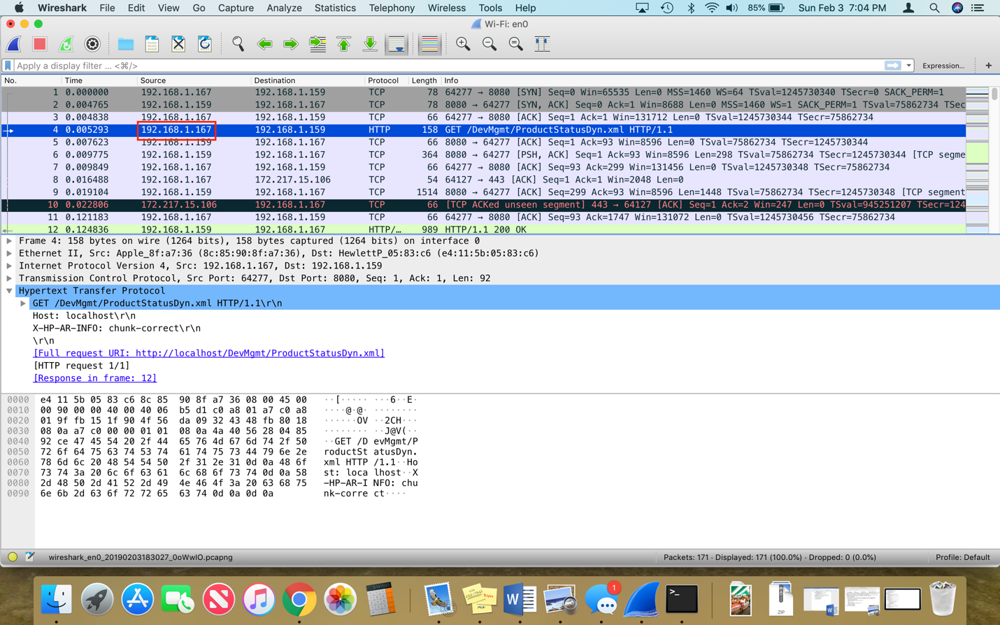 Wireshark File Edit View Go Capture Analyze Statistics Telephony Wireless Tools Help 85% Sun Feb 3 7:04 PM
Wi-Fi: en0
Apply a display filter ... <⌘/> Expression... +
No. Time Source Destination Protocol Length Info
1 0.000000 192.168.1.167 192.168.1.159 TCP 78 64277 → 8080 [SYN] Seq=0 Win=65535 Len=0 MSS=1460 WS=64 TSval=1245730340 TSecr=0 SACK_PERM=1
2 0.004765 192.168.1.159 192.168.1.167 TCP 78 8080 → 64277 [SYN, ACK] Seq=0 Ack=1 Win=8688 Len=0 MSS=1460 WS=1 SACK_PERM=1 TSval=75862734 TSec
3 0.004838 192.168.1.167 192.168.1.159 TCP 66 64277 → 8080 [ACK] Seq=1 Ack=1 Win=131712 Len=0 TSval=1245730344 TSecr=75862734
4 0.005293 192.168.1.167 192.168.1.159 HTTP 158 GET /DevMgmt/ProductStatusDyn.xml HTTP/1.1
5 0.007623 192.168.1.159 192.168.1.167 TCP 66 8080 → 64277 [ACK] Seq=1 Ack=93 Win=8596 Len=0 TSval=75862734 TSecr=1245730344
6 0.009775 192.168.1.159 192.168.1.167 TCP 364 8080 → 64277 [PSH, ACK] Seq=1 Ack=93 Win=8596 Len=298 TSval=75862734 TSecr=1245730344 [TCP segme
7 0.009849 192.168.1.167 192.168.1.159 TCP 66 64277 → 8080 [ACK] Seq=93 Ack=299 Win=131456 Len=0 TSval=1245730348 TSecr=75862734
8 0.016488 192.168.1.167 172.217.15.106 TCP 54 64127 → 443 [ACK] Seq=1 Ack=1 Win=2048 Len=0
9 0.019104 192.168.1.159 192.168.1.167 TCP 1514 8080 → 64277 [ACK] Seq=299 Ack=93 Win=8596 Len=1448 TSval=75862734 TSecr=1245730348 [TCP segment
10 0.022806 172.217.15.106 192.168.1.167 TCP 66 [TCP ACKed unseen segment] 443 → 64127 [ACK] Seq=1 Ack=2 Win=247 Len=0 TSval=945251207 TSecr=124
11 0.121183 192.168.1.167 192.168.1.159 TCP 66 64277 → 8080 [ACK] Seq=93 Ack=1747 Win=131072 Len=0 TSval=1245730456 TSecr=75862734
12 0.124836 192.168.1.159 192.168.1.167 HTTP/... 989 HTTP/1.1 200 OK
Frame 4: 158 bytes on wire (1264 bits), 158 bytes captured (1264 bits) on interface 0
Ethernet II, Src: Apple_8f:a7:36 (8c:85:90:8f:a7:36), Dst: HewlettP_05:83:c6 (e4:11:5b:05:83:c6)
Internet Protocol Version 4, Src: 192.168.1.167, Dst: 192.168.1.159
Transmission Control Protocol, Src Port: 64277, Dst Port: 8080, Seq: 1, Ack: 1, Len: 92
Hypertext Transfer Protocol
GET /DevMgmt/ProductStatusDyn.xml HTTP/1.1\r\n
Host: localhost\r\n
X-HP-AR-INFO: chunk-correct\r\n
\r\n
[Full request URI: http://localhost/DevMgmt/ProductStatusDyn.xml]
[HTTP request 1/1]
[Response in frame: 12]
0000 e4 11 5b 05 83 c6 8c 85 90 8f a7 36 08 00 45 00 ··[····· ···6··E·
0010 00 90 00 00 40 00 40 06 b5 d1 c0 a8 01 a7 c0 a8 ····@·@· ········
0020 01 9f fb 15 1f 90 4f 56 da 09 32 43 48 fb 80 18 ······OV ··2CH···
0030 08 0a a7 c0 00 00 01 01 08 0a 4a 40 56 28 04 85 ········ ··J@V(··
0040 92 ce 47 45 54 20 2f 44 65 76 4d 67 6d 74 2f 50 ··GET /D evMgmt/P
0050 72 6f 64 75 63 74 53 74 61 74 75 73 44 79 6e 2e roductSt atusDyn.
0060 78 6d 6c 20 48 54 54 50 2f 31 2e 31 0d 0a 48 6f xml HTTP /1.1··Ho
0070 73 74 3a 20 6c 6f 63 61 6c 68 6f 73 74 0d 0a 58 st: loca lhost··X
0080 2d 48 50 2d 41 52 2d 49 4e 46 4f 3a 20 63 68 75 -HP-AR-I NFO: chu
0090 6e 6b 2d 63 6f 72 72 65 63 74 0d 0a 0d 0a nk-corre ct····
wireshark_en0_20190203183027_0oWwIO.pcapng Packets: 171 · Displayed: 171 (100.0%) · Dropped: 0 (0.0%) Profile: Default
1
ZIP